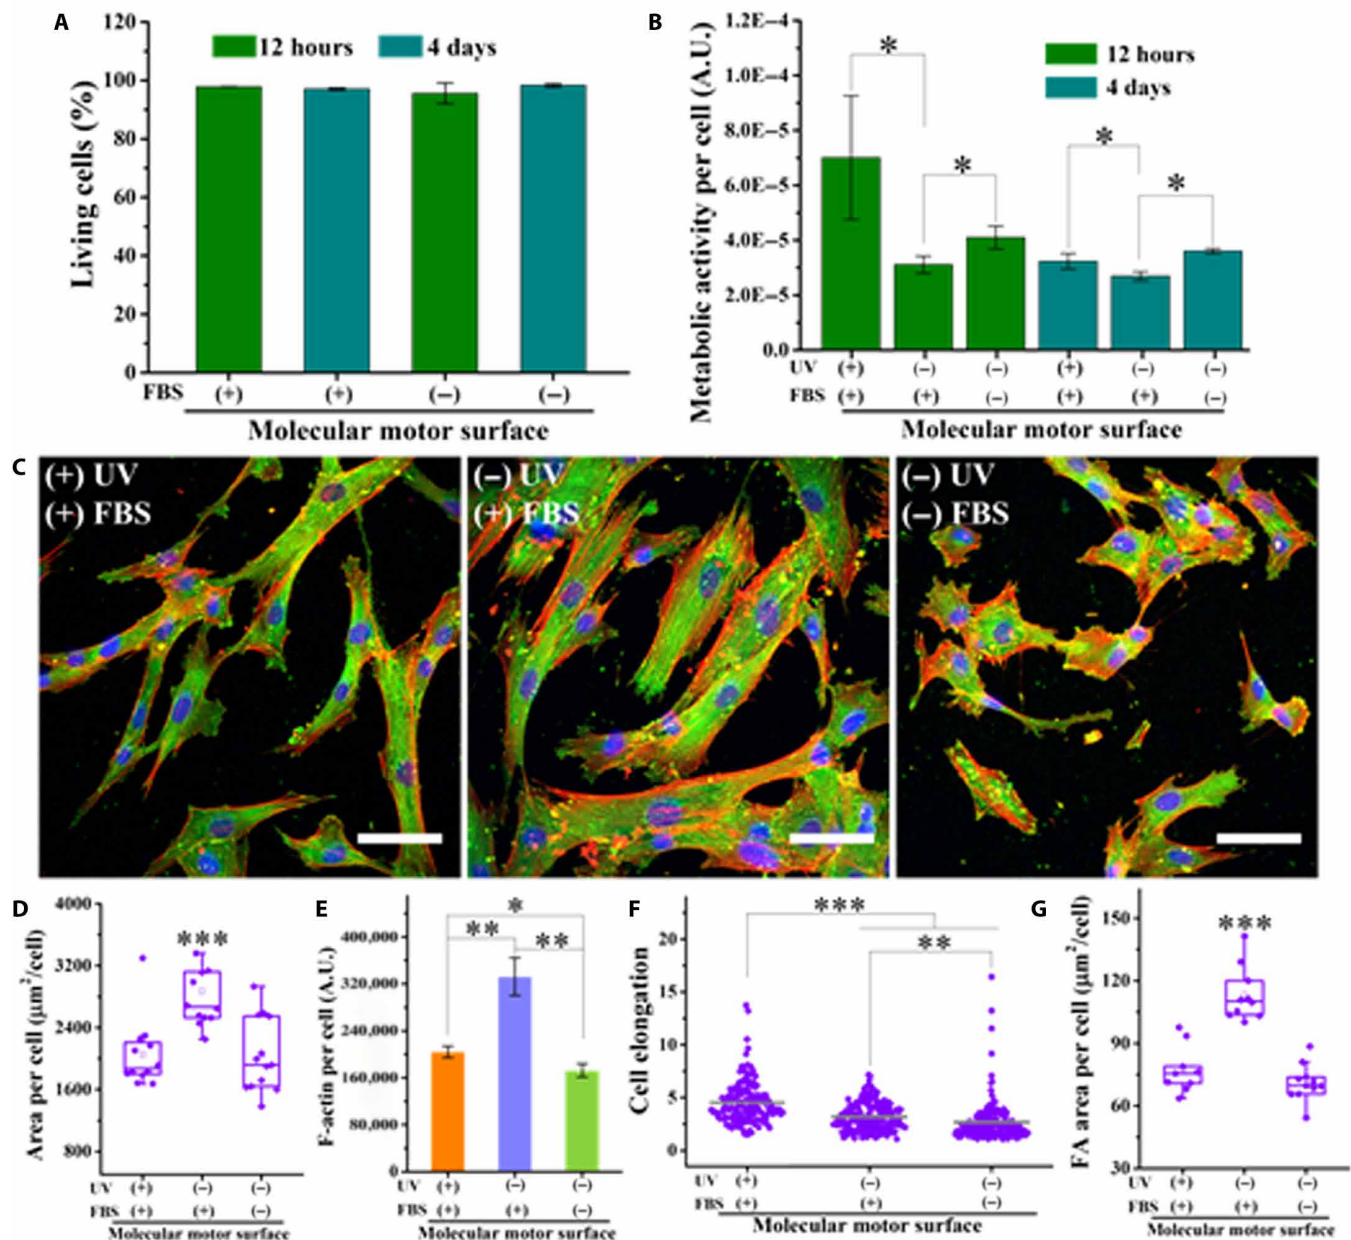 A
120
100
80
60
40
20
0
Living cells (%)
12 hours
4 days
FBS
(+)
(+)
(−)
(−)
Molecular motor surface
B
1.2E−4
1.0E−4
8.0E−5
6.0E−5
4.0E−5
2.0E−5
0.0
Metabolic activity per cell (A.U.)
12 hours
4 days
*
*
*
*
UV
(+)
(−)
(−)
(+)
(−)
(−)
FBS
(+)
(+)
(−)
(+)
(+)
(−)
Molecular motor surface
C
(+) UV
(+) FBS
(−) UV
(+) FBS
(−) UV
(−) FBS
D
4000
3200
2400
1600
800
Area per cell (μm²/cell)
***
UV
(+)
(−)
(−)
FBS
(+)
(+)
(−)
Molecular motor surface
E
400,000
320,000
240,000
160,000
80,000
0
F-actin per cell (A.U.)
*
**
**
UV
(+)
(−)
(−)
FBS
(+)
(+)
(−)
Molecular motor surface
F
20
15
10
5
0
Cell elongation
***
**
UV
(+)
(−)
(−)
FBS
(+)
(+)
(−)
Molecular motor surface
G
150
120
90
60
30
FA area per cell (μm²/cell)
***
UV
(+)
(−)
(−)
FBS
(+)
(+)
(−)
Molecular motor surface